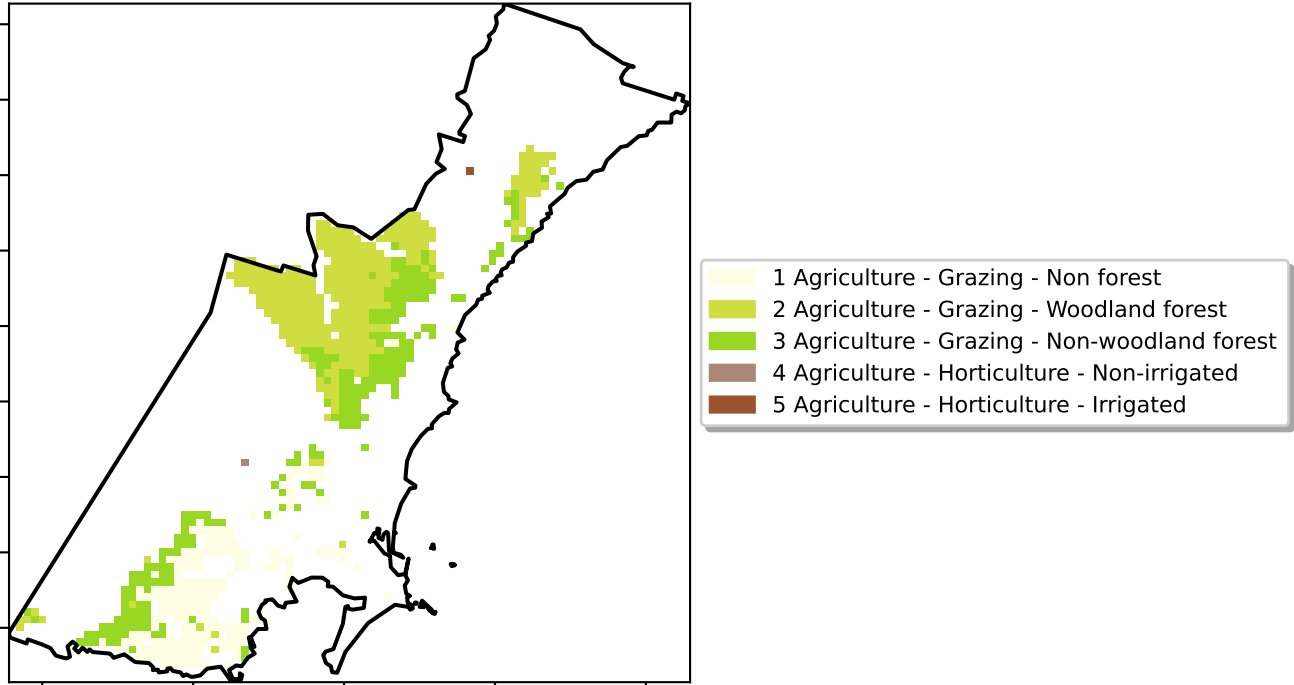 1 Agriculture - Grazing - Non forest
2 Agriculture - Grazing - Woodland forest
3 Agriculture - Grazing - Non-woodland forest
4 Agriculture - Horticulture - Non-irrigated
5 Agriculture - Horticulture - Irrigated